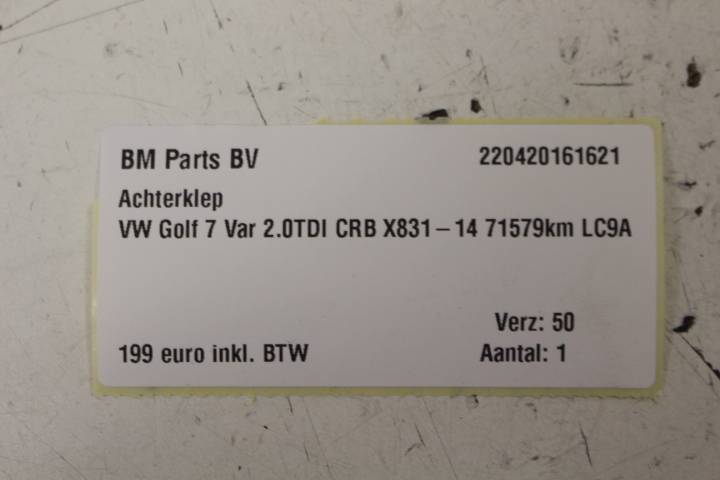 BM Parts BV 220420161621
Achterklep
VW Golf 7 Var 2.0TDI CRB X831-14 71579km LC9A
Verz: 50
199 euro inkl. BTW Aantal: 1